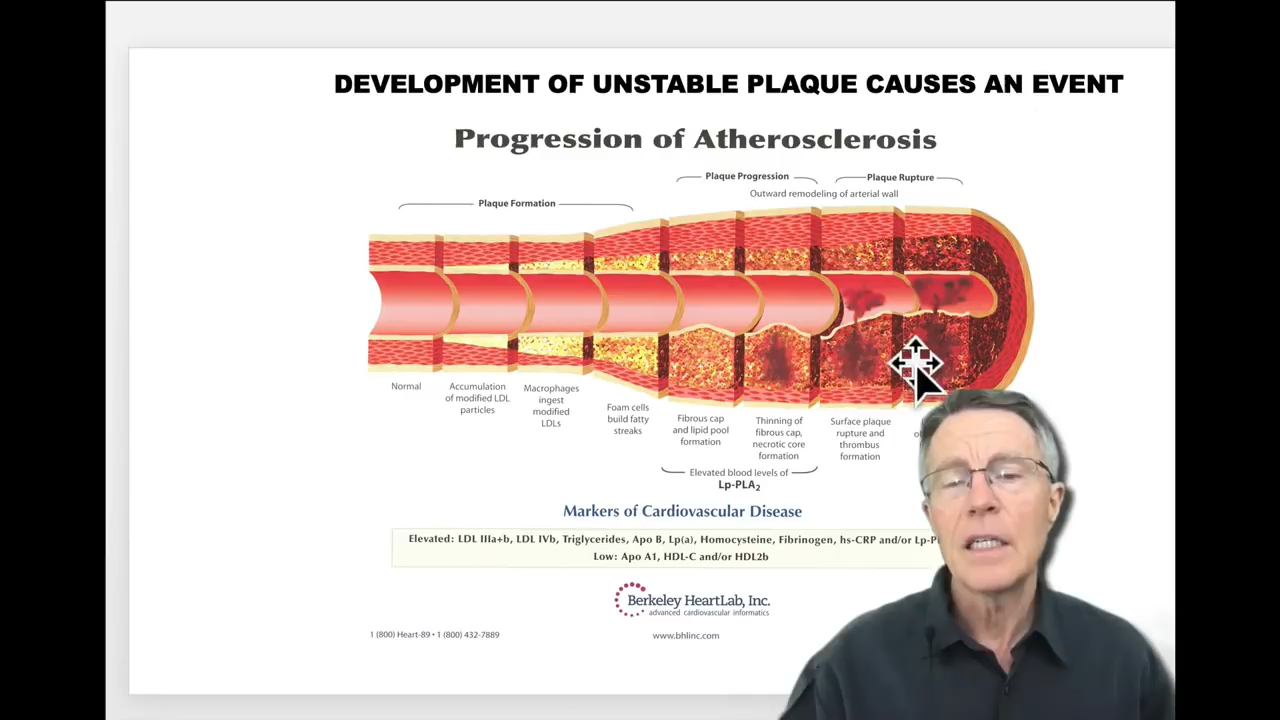 DEVELOPMENT OF UNSTABLE PLAQUE CAUSES AN EVENT
Progression of Atherosclerosis
Plaque Progression
Plaque Rupture
Outward remodeling of arterial wall
Plaque Formation
Normal
Accumulation
of modified LDL
particles
Macrophages
ingest
modified
LDLs
Foam cells
build fatty
streaks
Fibrous cap
and lipid pool
formation
Thinning of
fibrous cap,
necrotic core
formation
Surface plaque
rupture and
thrombus
formation
Elevated blood levels of
Lp-PLA2
Markers of Cardiovascular Disease
Elevated: LDL IIIa+b, LDL IVb, Triglycerides, Apo B, Lp(a), Homocysteine, Fibrinogen, hs-CRP and/or
Low: Apo A1, HDL-C and/or HDL2b
Berkeley HeartLab, Inc.
advanced cardiovascular informatics
1 (800) Heart-89 • 1 (800) 432-7889
www.bhlinc.com